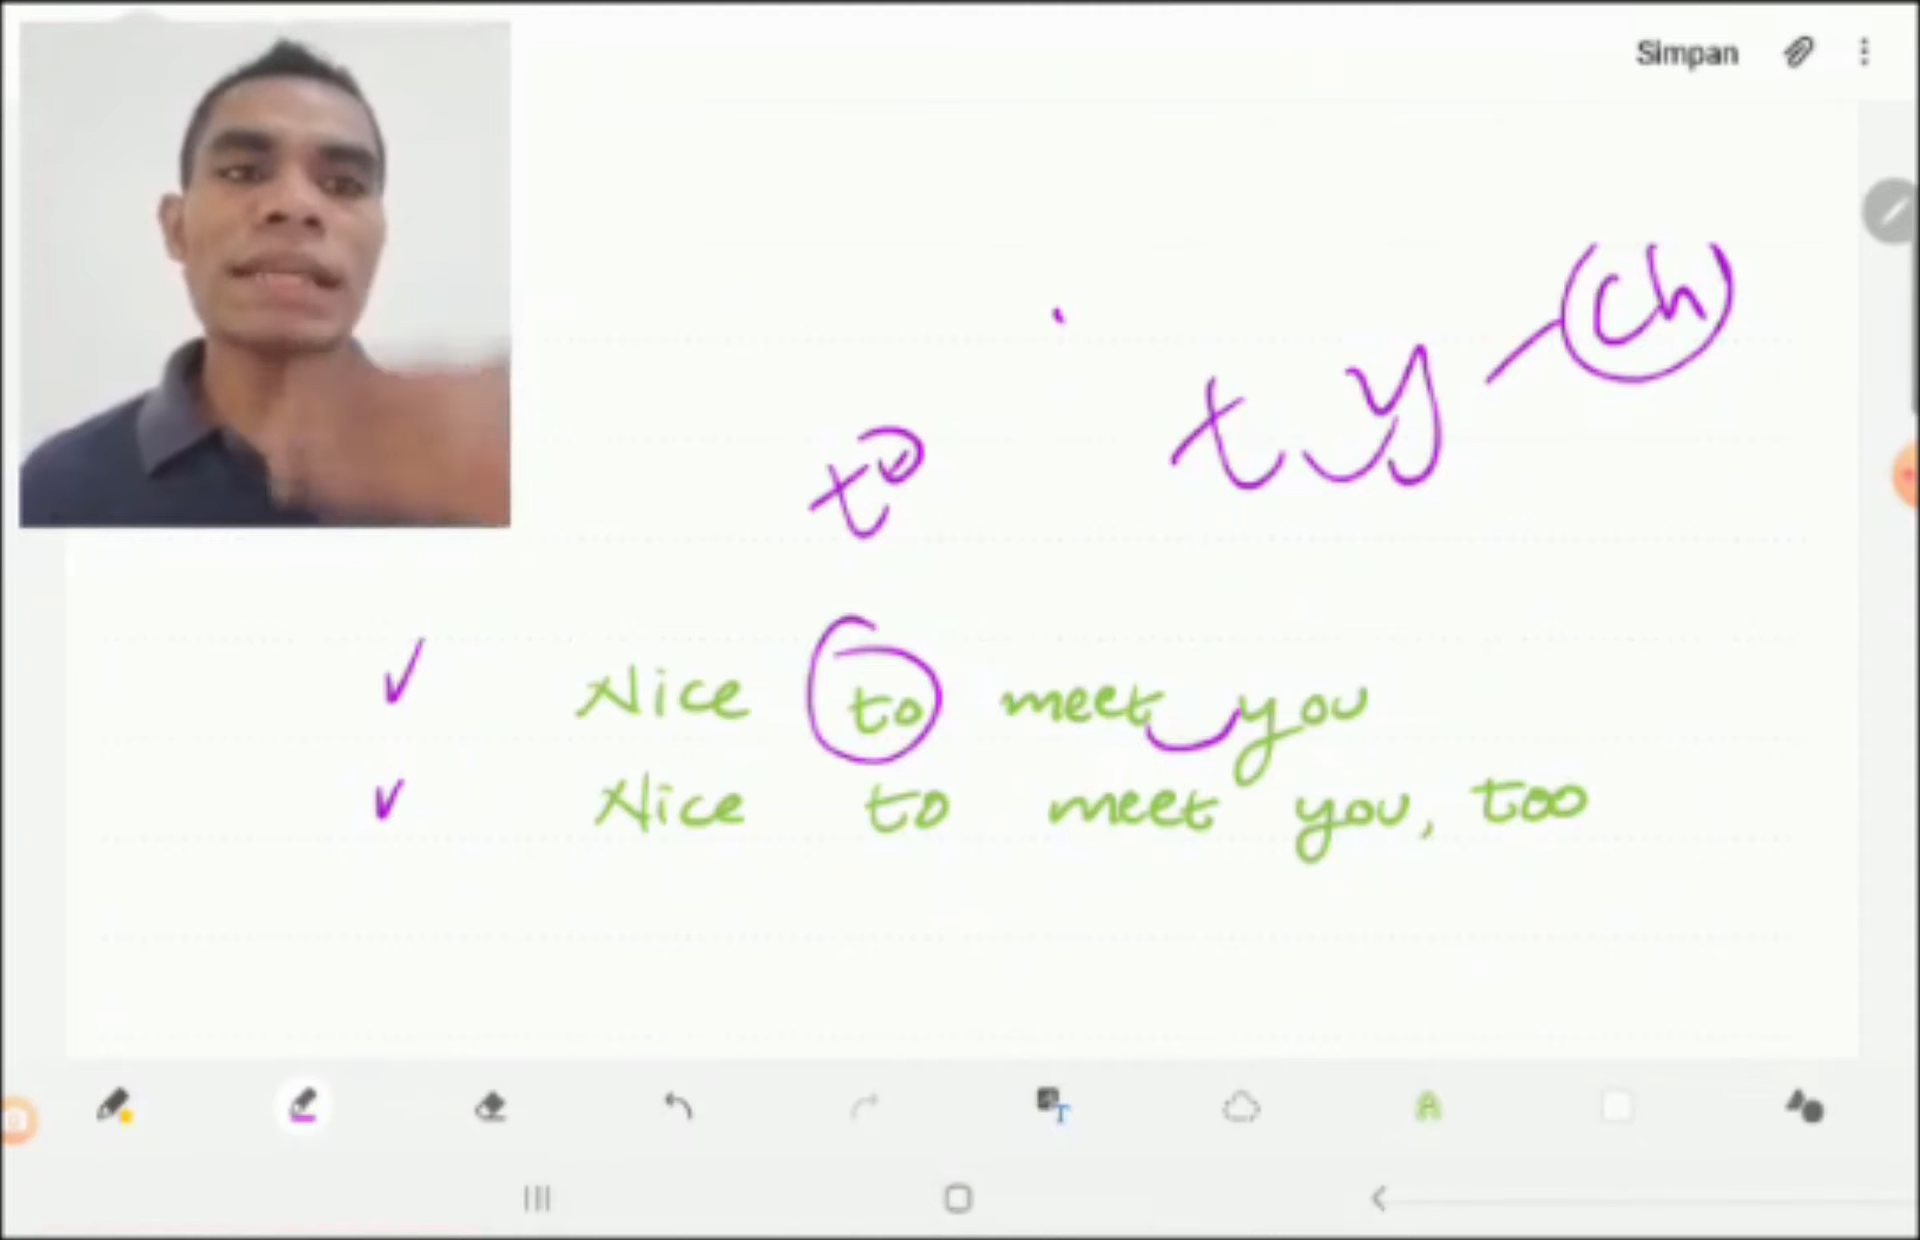 Simpan
(ch)
t y
to
Nice to meet you
Nice to meet you, too